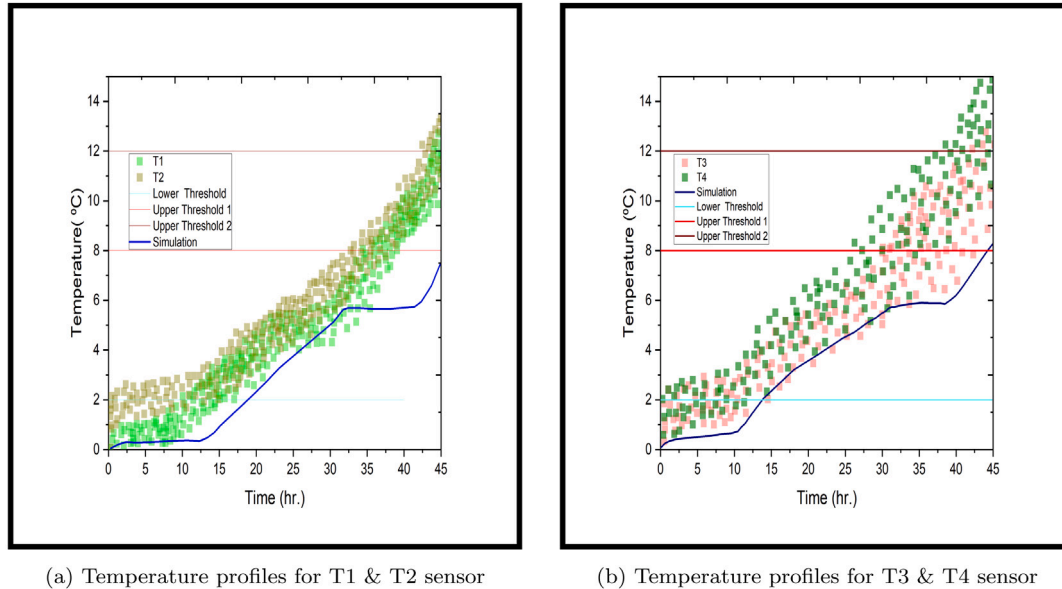 14
12
10
8
6
4
2
0
Temperature( ºC)
T1
T2
Lower Threshold
Upper Threshold 1
Upper Threshold 2
Simulation
0 5 10 15 20 25 30 35 40 45
Time (hr.)
(a) Temperature profiles for T1 & T2 sensor
14
12
10
8
6
4
2
0
Temperature (ºC)
T3
T4
Simulation
Lower Threshold
Upper Threshold 1
Upper Threshold 2
0 5 10 15 20 25 30 35 40 45
Time (hr.)
(b) Temperature profiles for T3 & T4 sensor